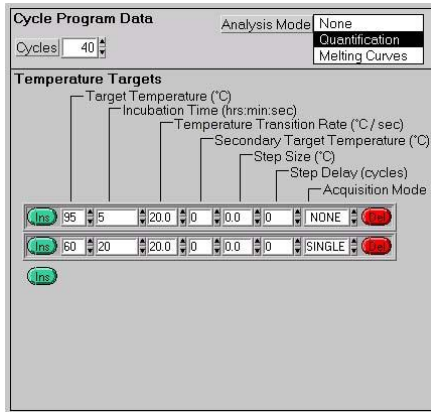 Cycle Program Data
Analysis Mode None
Quantification
Melting Curves
Cycles 40
Temperature Targets
Target Temperature (°C)
Incubation Time (hrs:min:sec)
Temperature Transition Rate (°C / sec)
Secondary Target Temperature (°C)
Step Size (°C)
Step Delay (cycles)
Acquisition Mode
Ins 95 5 20.0 0 0.0 0 NONE Del
Ins 60 20 20.0 0 0.0 0 SINGLE Del
Ins